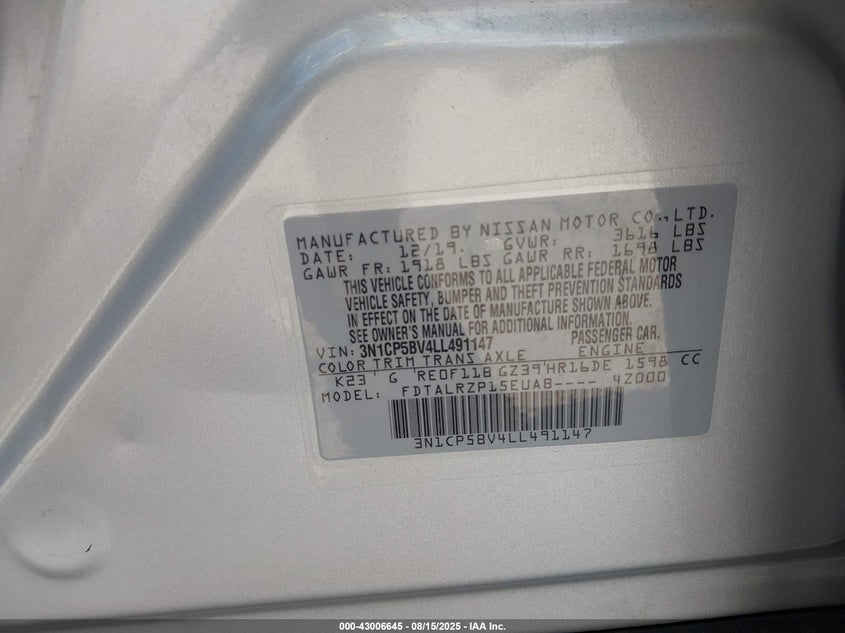 MANUFACTURED BY NISSAN MOTOR CO., LTD.
DATE: 12/19. GVWR: 3616 LBS
GAWR FR: 1918 LBS GAWR RR: 1698 LBS
THIS VEHICLE CONFORMS TO ALL APPLICABLE FEDERAL MOTOR
VEHICLE SAFETY, BUMPER AND THEFT PREVENTION STANDARDS
IN EFFECT ON THE DATE OF MANUFACTURE SHOWN ABOVE.
SEE OWNER'S MANUAL FOR ADDITIONAL INFORMATION.
VIN: 3N1CP5BV4LL491147 PASSENGER CAR.
COLOR TRIM TRANS AXLE ENGINE
K23 G RE0F11B GZ39 HR16DE 1598 CC
MODEL: FDTALRZP15EUAB---- 4Z000
3N1CP5BV4LL491147
000-43006645 - 08/15/2025 - IAA Inc.